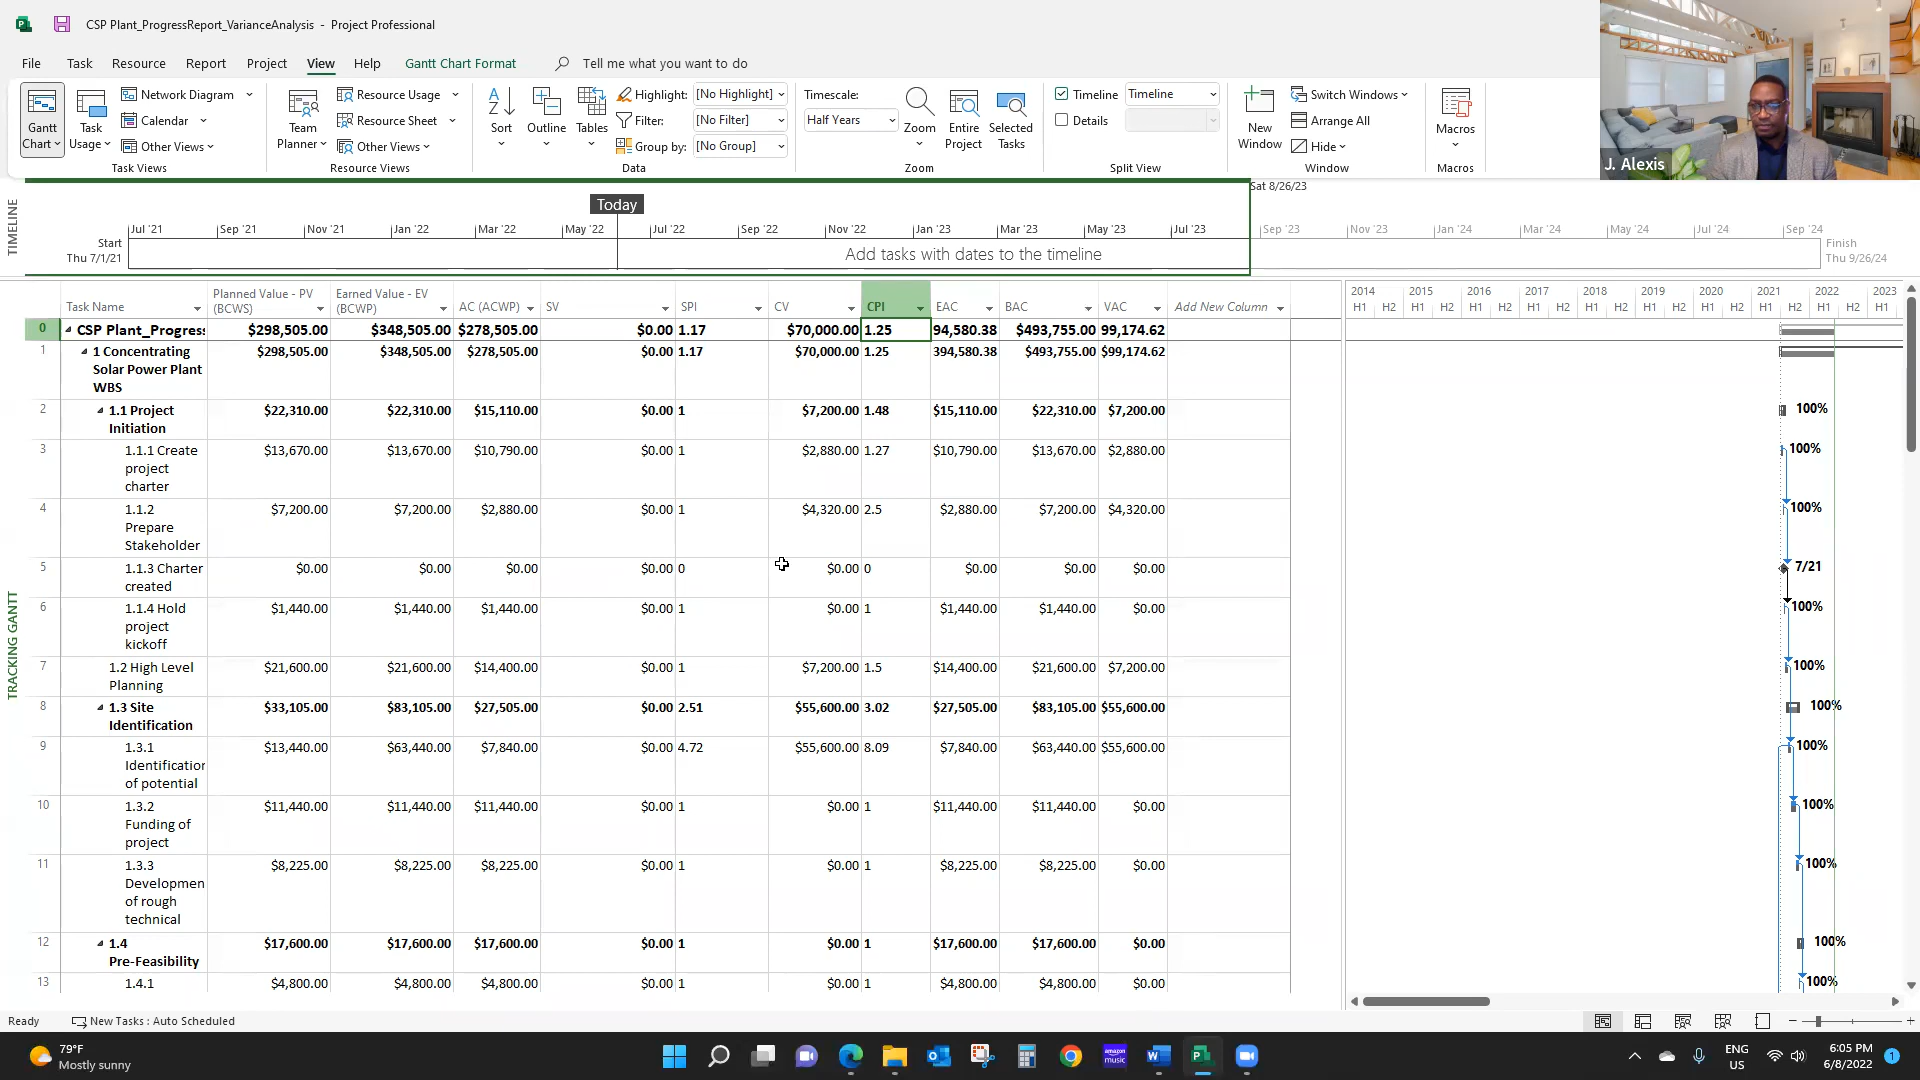 CSP Plant_ProgressReport_VarianceAnalysis - Project Professional
File Task Resource Report Project View Help Gantt Chart Format Tell me what you want to do
Gantt Chart
Task Usage
Network Diagram
Calendar
Other Views
Task Views
Team Planner
Resource Usage
Resource Sheet
Other Views
Resource Views
Sort
Outline
Tables
Highlight: [No Highlight]
Filter: [No Filter]
Group by: [No Group]
Data
Timescale:
Half Years
Zoom
Entire Project
Selected Tasks
Zoom
Timeline Timeline
Details
Split View
New Window
Switch Windows
Arrange All
Hide
Window
Macros
Macros
J. Alexis
TIMELINE
Sat 8/26/23
Today
Jul '21 Sep '21 Nov '21 Jan '22 Mar '22 May '22 Jul '22 Sep '22 Nov '22 Jan '23 Mar '23 May '23 Jul '23 Sep '23 Nov '23 Jan '24 Mar '24 May '24 Jul '24 Sep '24
Start
Thu 7/1/21
Add tasks with dates to the timeline
Finish
Thu 9/26/24
TRACKING GANTT
Task Name Planned Value - PV (BCWS) Earned Value - EV (BCWP) AC (ACWP) SV SPI CV CPI EAC BAC VAC Add New Column
0 CSP Plant_Progres $298,505.00 $348,505.00 $278,505.00 $0.00 1.17 $70,000.00 1.25 94,580.38 $493,755.00 99,174.62
1 1 Concentrating $298,505.00 $348,505.00 $278,505.00 $0.00 1.17 $70,000.00 1.25 394,580.38 $493,755.00 $99,174.62
Solar Power Plant
WBS
2 1.1 Project $22,310.00 $22,310.00 $15,110.00 $0.00 1 $7,200.00 1.48 $15,110.00 $22,310.00 $7,200.00
Initiation
3 1.1.1 Create $13,670.00 $13,670.00 $10,790.00 $0.00 1 $2,880.00 1.27 $10,790.00 $13,670.00 $2,880.00
project
charter
4 1.1.2 $7,200.00 $7,200.00 $2,880.00 $0.00 1 $4,320.00 2.5 $2,880.00 $7,200.00 $4,320.00
Prepare
Stakeholder
5 1.1.3 Charter $0.00 $0.00 $0.00 $0.00 0 $0.00 0 $0.00 $0.00 $0.00
created
6 1.1.4 Hold $1,440.00 $1,440.00 $1,440.00 $0.00 1 $0.00 1 $1,440.00 $1,440.00 $0.00
project
kickoff
7 1.2 High Level $21,600.00 $21,600.00 $14,400.00 $0.00 1 $7,200.00 1.5 $14,400.00 $21,600.00 $7,200.00
Planning
8 1.3 Site $33,105.00 $83,105.00 $27,505.00 $0.00 2.51 $55,600.00 3.02 $27,505.00 $83,105.00 $55,600.00
Identification
9 1.3.1 $13,440.00 $63,440.00 $7,840.00 $0.00 4.72 $55,600.00 8.09 $7,840.00 $63,440.00 $55,600.00
Identification
of potential
10 1.3.2 $11,440.00 $11,440.00 $11,440.00 $0.00 1 $0.00 1 $11,440.00 $11,440.00 $0.00
Funding of
project
11 1.3.3 $8,225.00 $8,225.00 $8,225.00 $0.00 1 $0.00 1 $8,225.00 $8,225.00 $0.00
Developmen
of rough
technical
12 1.4 $17,600.00 $17,600.00 $17,600.00 $0.00 1 $0.00 1 $17,600.00 $17,600.00 $0.00
Pre-Feasibility
13 1.4.1 $4,800.00 $4,800.00 $4,800.00 $0.00 1 $0.00 1 $4,800.00 $4,800.00 $0.00
2014 2015 2016 2017 2018 2019 2020 2021 2022 2023
H1 H2 H1 H2 H1 H2 H1 H2 H1 H2 H1 H2 H1 H2 H1 H2 H1 H2 H1
100%
100%
100%
7/21
100%
100%
100%
100%
100%
100%
100%
100%
Ready New Tasks : Auto Scheduled
79°F
Mostly sunny
amazon music
ENG
US
6:05 PM
6/8/2022
1